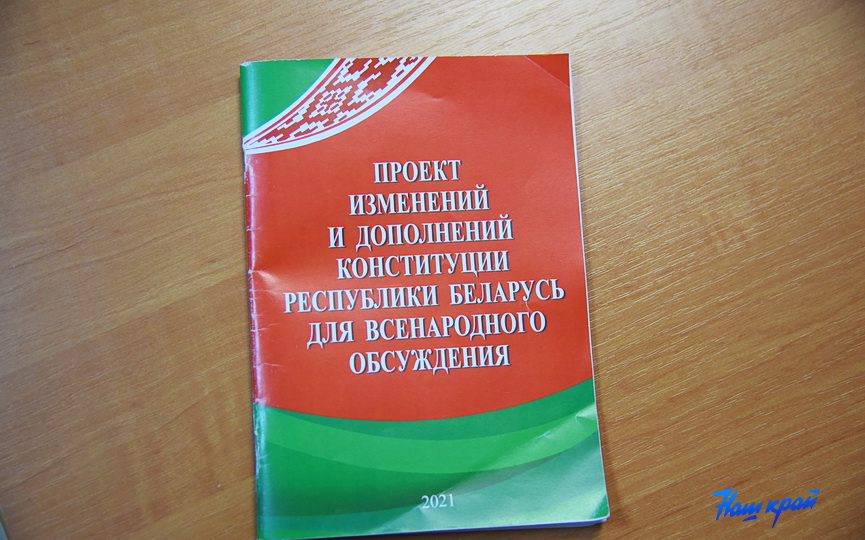 ПРОЕКТ
ИЗМЕНЕНИЙ
И ДОПОЛНЕНИЙ
КОНСТИТУЦИИ
РЕСПУБЛИКИ БЕЛАРУСЬ
ДЛЯ ВСЕНАРОДНОГО
ОБСУЖДЕНИЯ
2021
Наш край